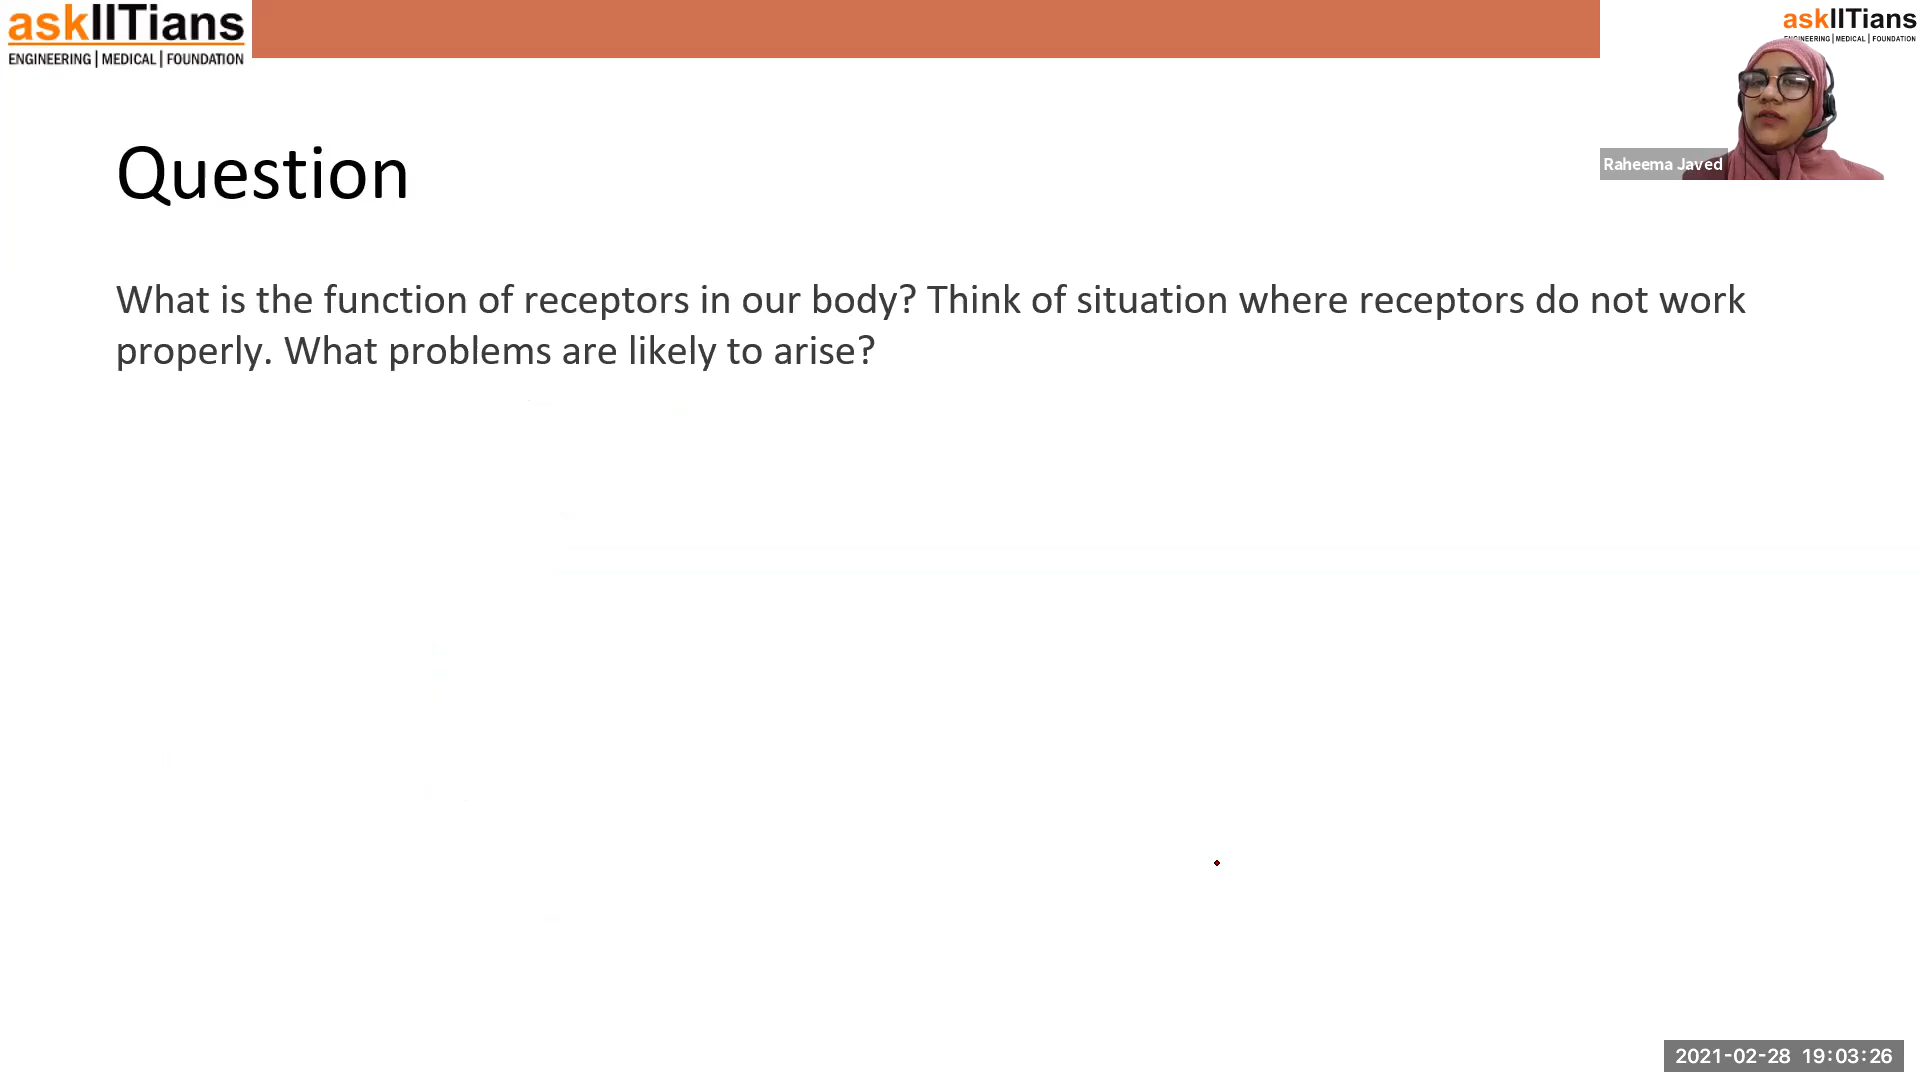 askIITians
ENGINEERING | MEDICAL | FOUNDATION
askIITians
ENGINEERING | MEDICAL | FOUNDATION
Raheema Javed
Question
What is the function of receptors in our body? Think of situation where receptors do not work
properly. What problems are likely to arise?
2021-02-28 19:03:26